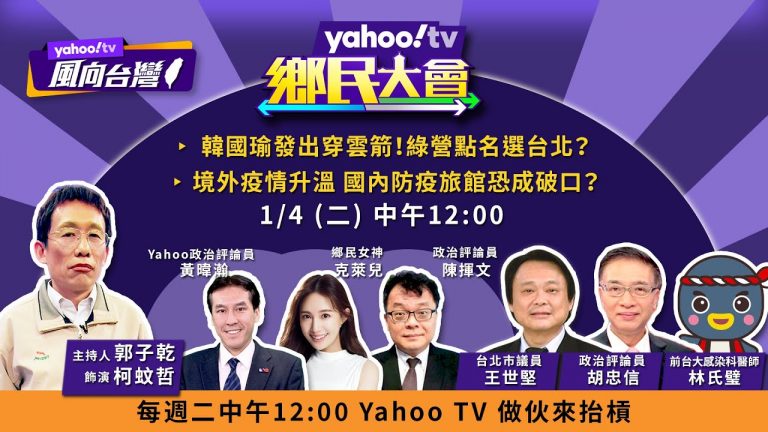 yahoo!tv
風向台灣
yahoo!tv
鄉民大會
韓國瑜發出穿雲箭!綠營點名選台北?
境外疫情升溫 國內防疫旅館恐成破口?
1/4 (二) 中午12:00
Yahoo政治評論員
黃暐瀚
鄉民女神
克萊兒
政治評論員
陳揮文
主持人 郭子乾
飾演 柯蚊哲
台北市議員
王世堅
政治評論員
胡忠信
前台大感染科醫師
林氏璧
每週二中午12:00 Yahoo TV 做伙來抬槓